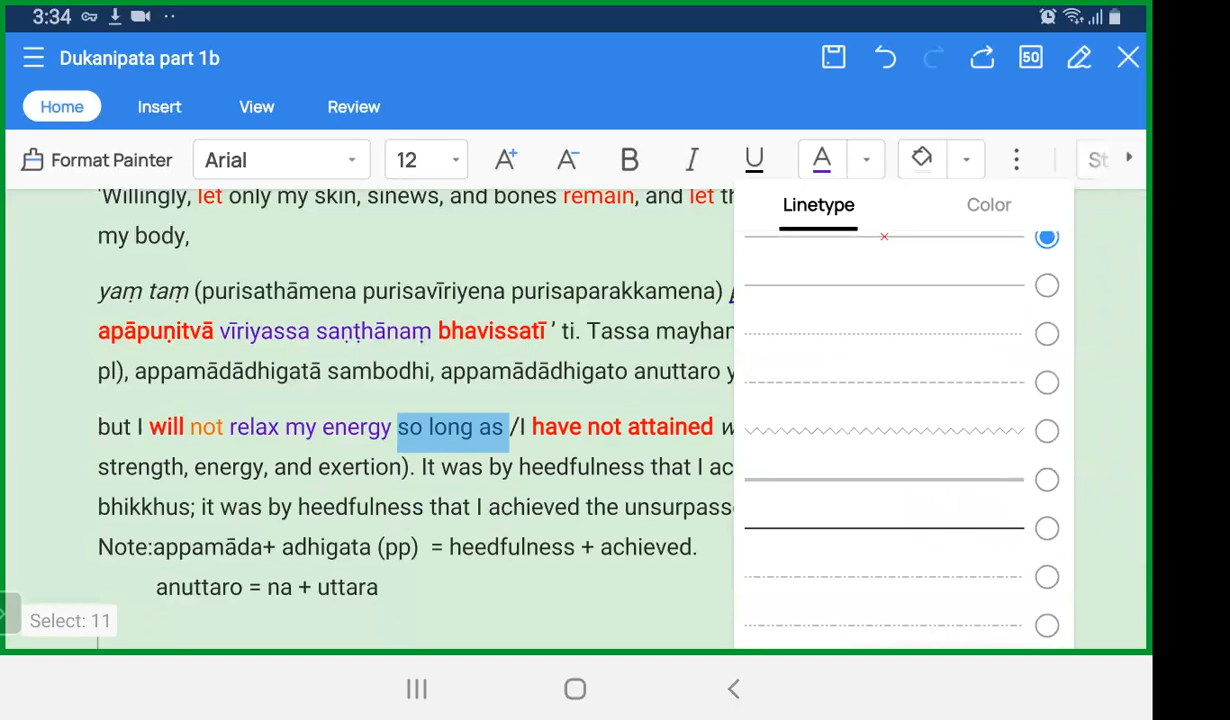 3:34
Dukanipata part 1b
50
Home Insert View Review
Format Painter Arial 12 A+ A- B I U A St
'Willingly, let only my skin, sinews, and bones remain, and let
my body,
yaṃ taṃ (purisathāmena purisavīriyena purisaparakkamena)
apāpuṇitvā vīriyassa saṇṭhānaṃ bhavissatī ’ ti. Tassa mayhan
pl), appamādādhigatā sambodhi, appamādādhigato anuttaro y
but I will not relax my energy so long as /I have not attained
strength, energy, and exertion). It was by heedfulness that I ac
bhikkhus; it was by heedfulness that I achieved the unsurpass
Note:appamāda+ adhigata (pp) = heedfulness + achieved.
anuttaro = na + uttara
Select: 11
Linetype Color